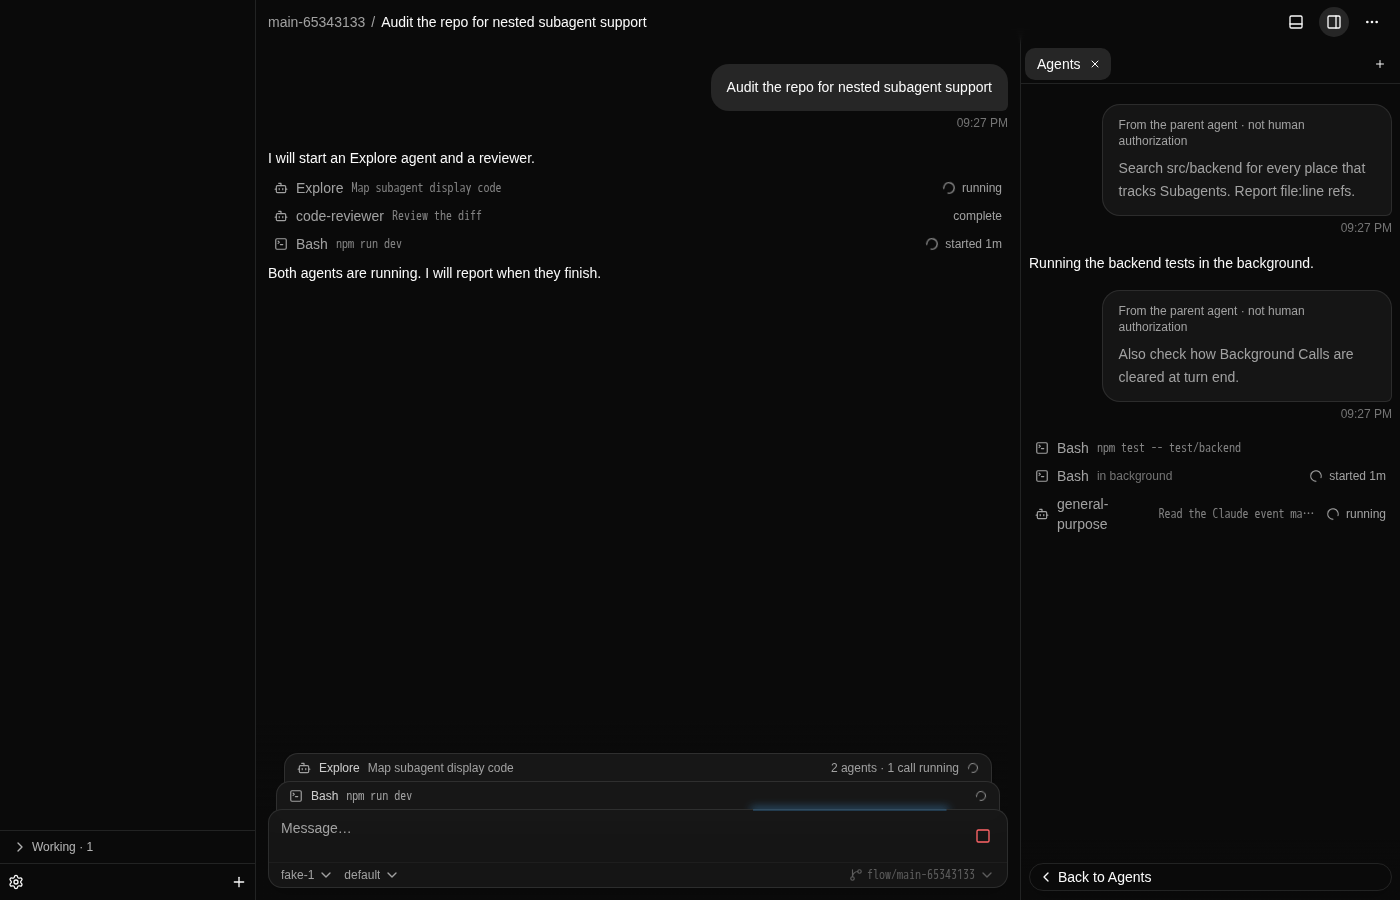 main-65343133 / Audit the repo for nested subagent support
Audit the repo for nested subagent support
09:27 PM
I will start an Explore agent and a reviewer.
Explore Map subagent display code running
code-reviewer Review the diff complete
Bash npm run dev started 1m
Both agents are running. I will report when they finish.
Explore Map subagent display code 2 agents · 1 call running
Bash npm run dev
Message…
fake-1 default flow/main-65343133
Working · 1
Agents
From the parent agent · not human
authorization
Search src/backend for every place that
tracks Subagents. Report file:line refs.
09:27 PM
Running the backend tests in the background.
From the parent agent · not human
authorization
Also check how Background Calls are
cleared at turn end.
09:27 PM
Bash npm test -- test/backend
Bash in background started 1m
general-
purpose Read the Claude event ma… running
Back to Agents